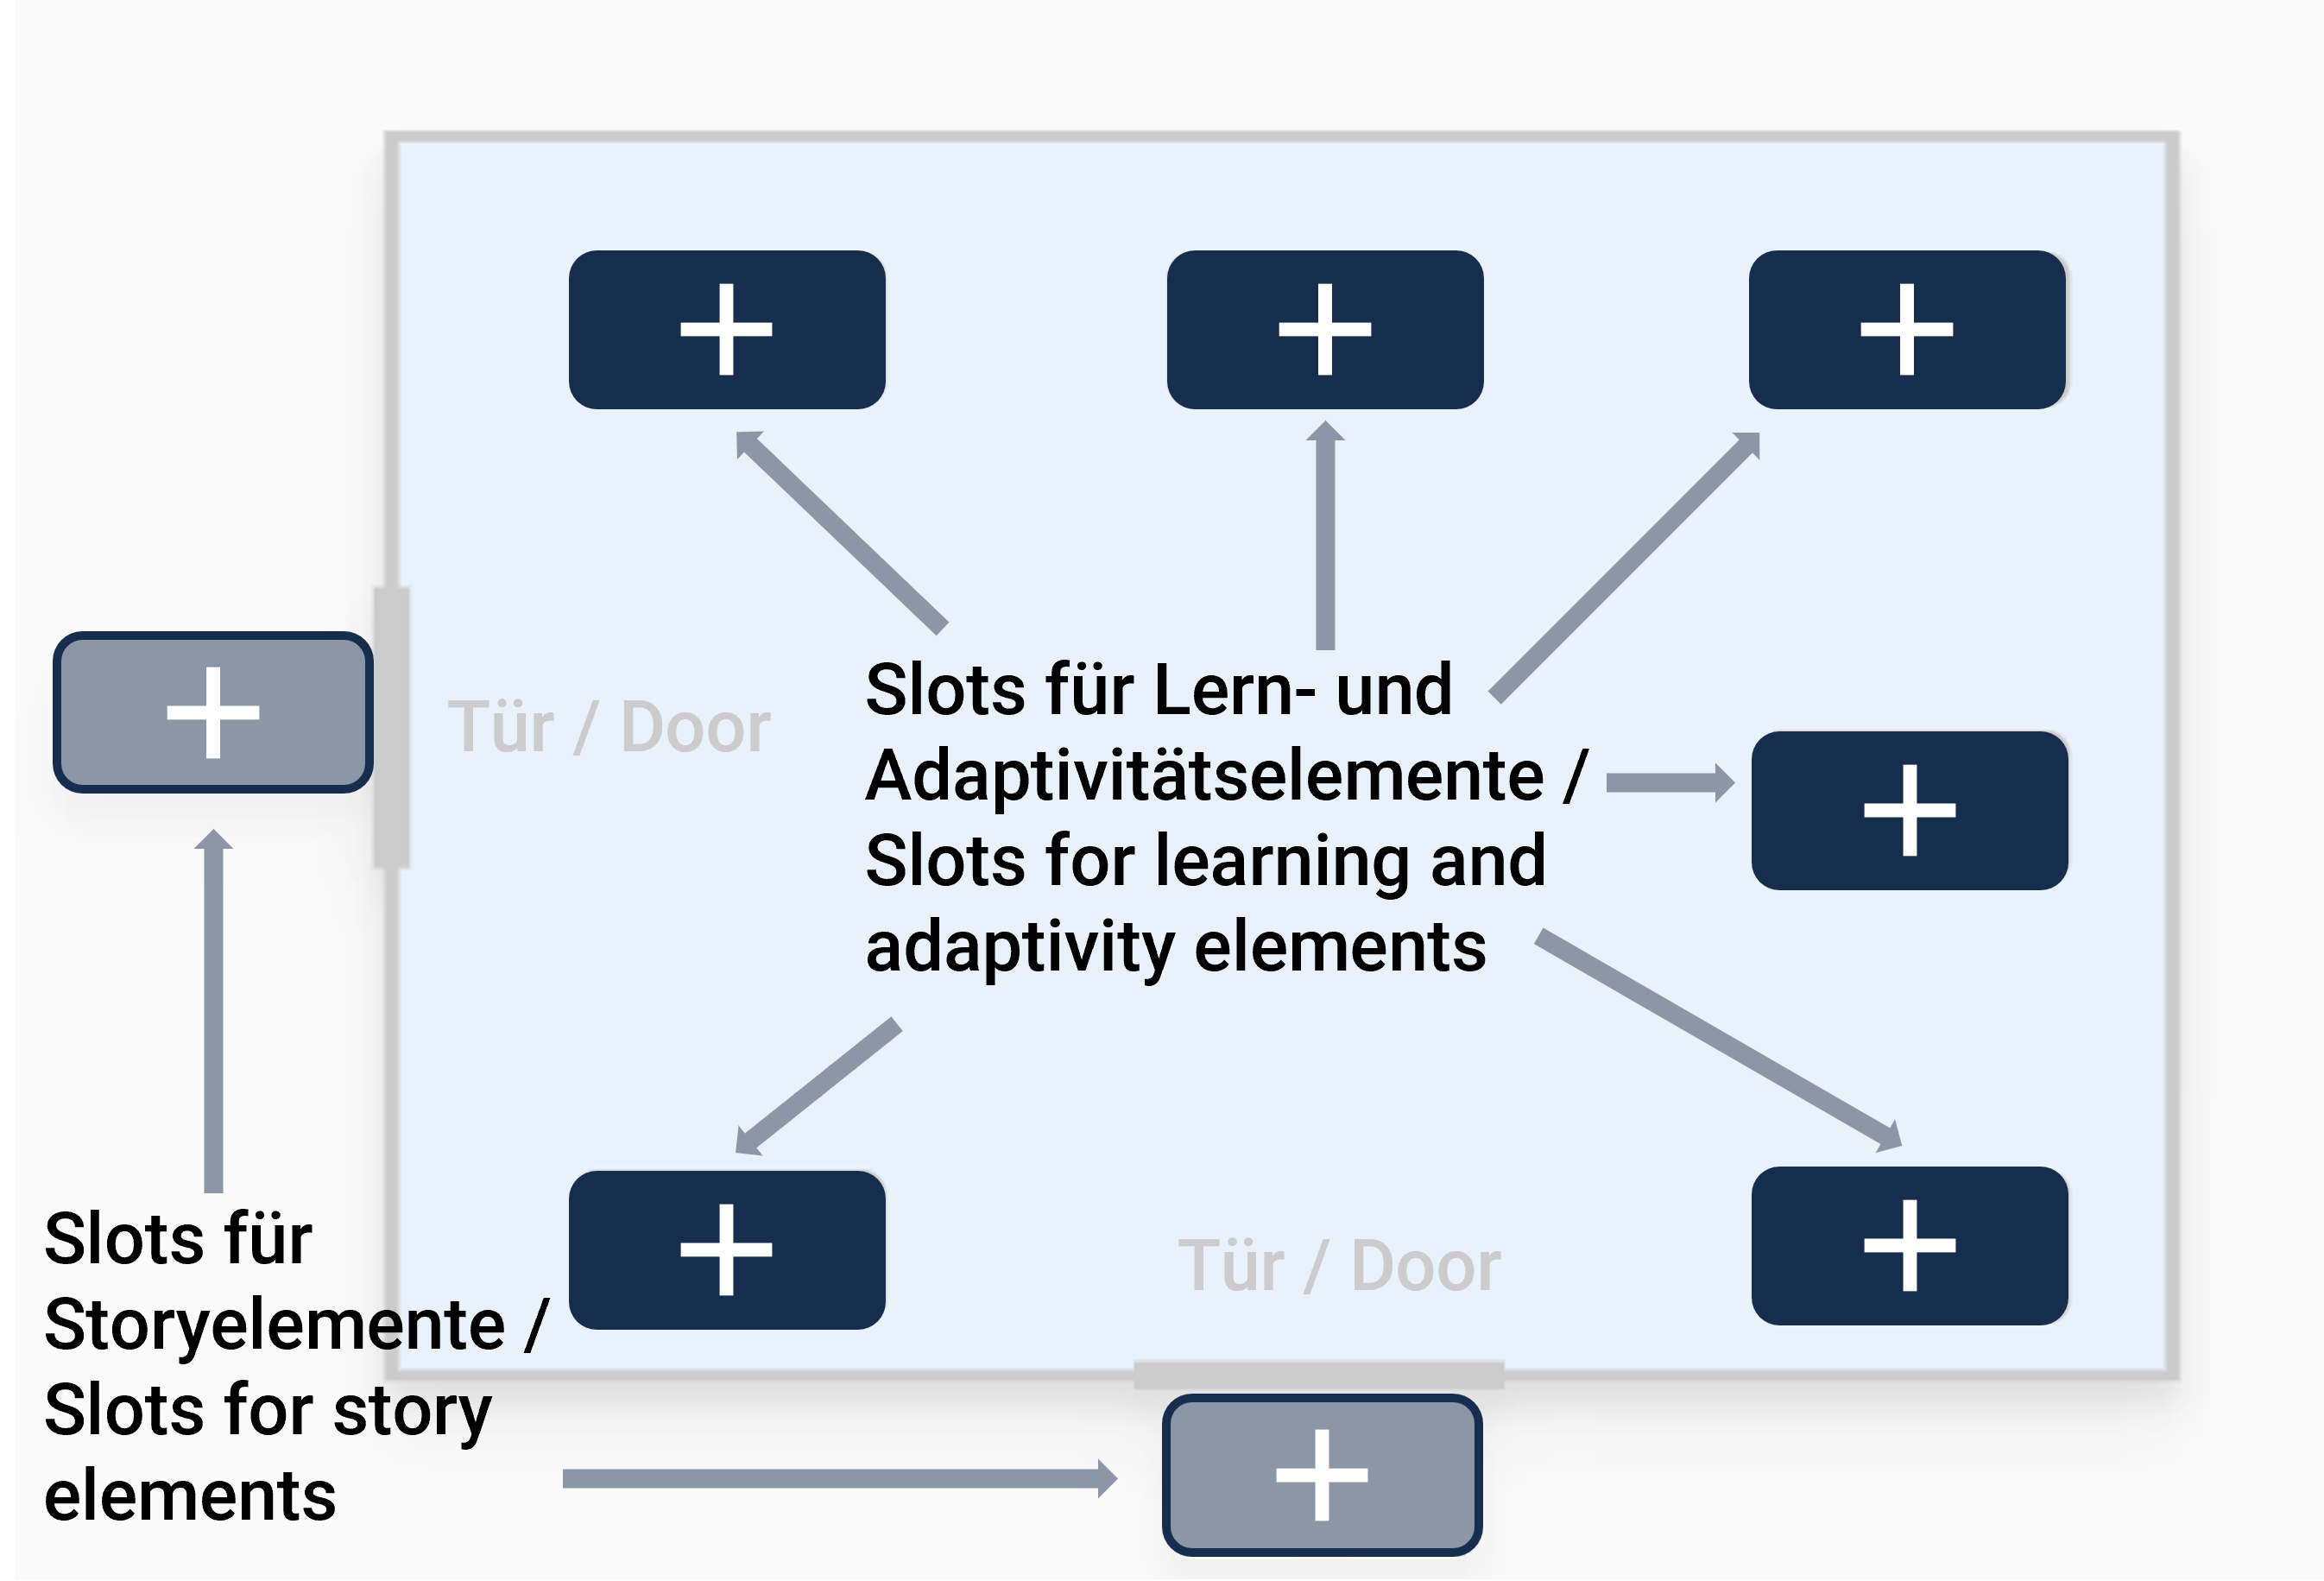 Tür / Door
Slots für Lern- und
Adaptivitätselemente /
Slots for learning and
adaptivity elements
Slots für
Storyelemente /
Slots for story
elements
Tür / Door